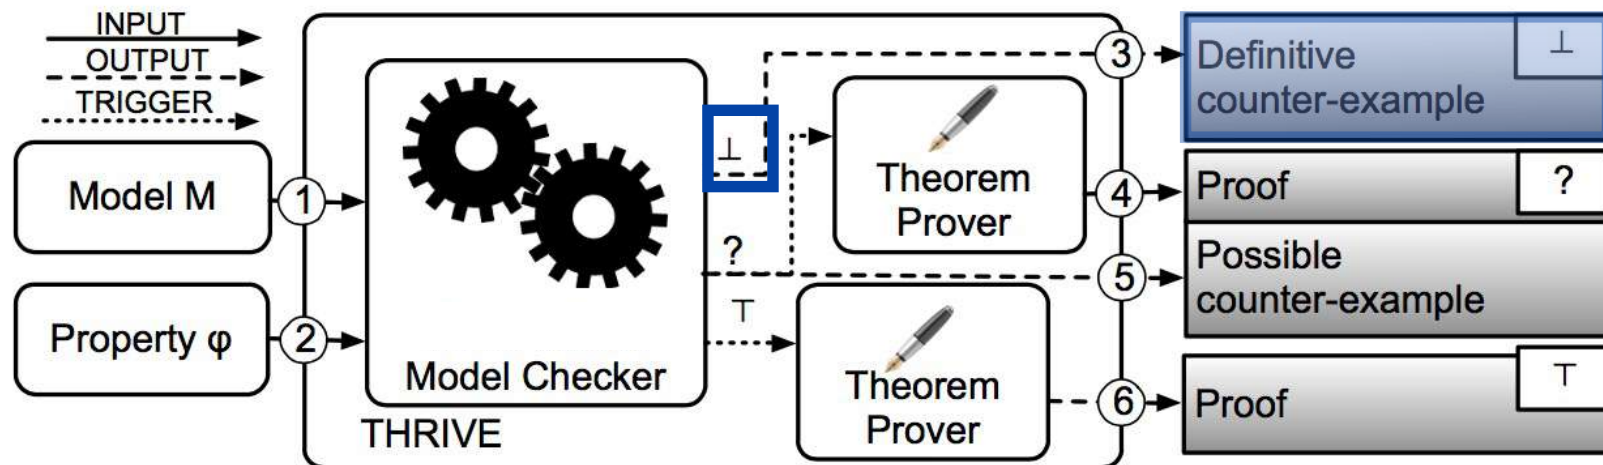 INPUT
OUTPUT
TRIGGER
Model M
1
Property φ
2
Model Checker
THRIVE
⊥
?
⊤
Theorem
Prover
Theorem
Prover
3
4
5
6
Definitive
counter-example
⊥
Proof
?
Possible
counter-example
Proof
⊤